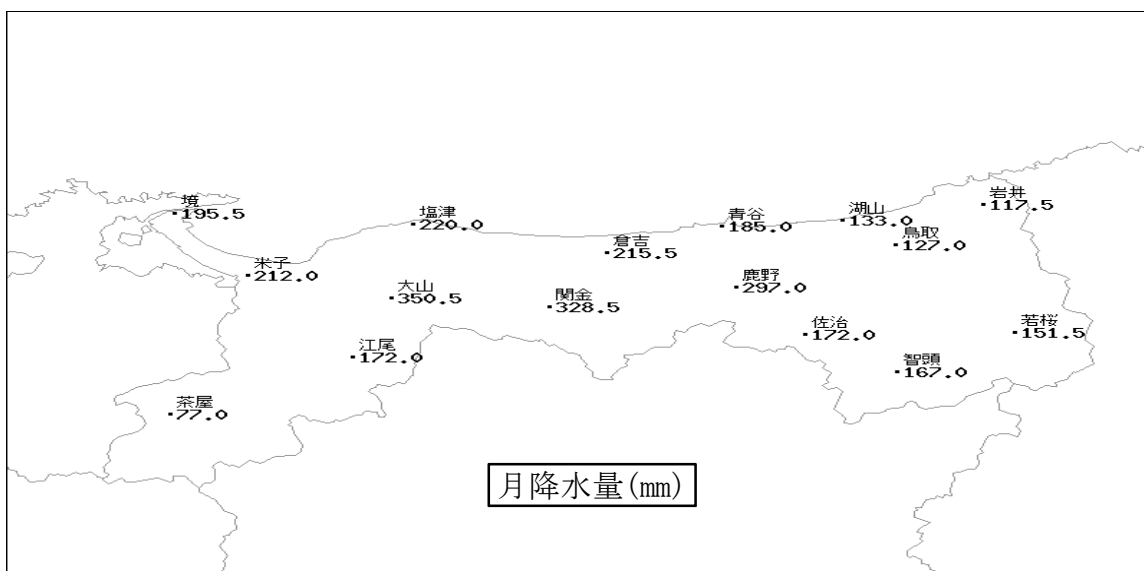 岩井
・117.5
境
・195.5
塩津
・220.0
青谷
・185.0
湖山
・133.0
鳥取
・127.0
倉吉
・215.5
米子
・212.0
大山
・350.5
関金
・328.5
鹿野
・297.0
佐治
・172.0
若桜
・151.5
江尾
・172.0
智頭
・167.0
茶屋
・77.0
月降水量(mm)